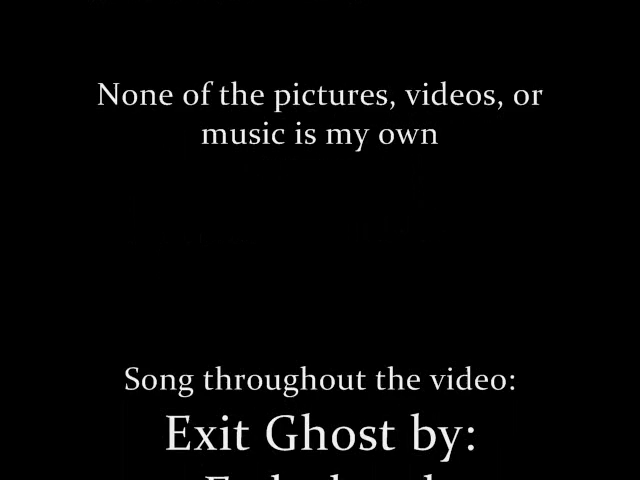 None of the pictures, videos, or
music is my own
Song throughout the video:
Exit Ghost by: